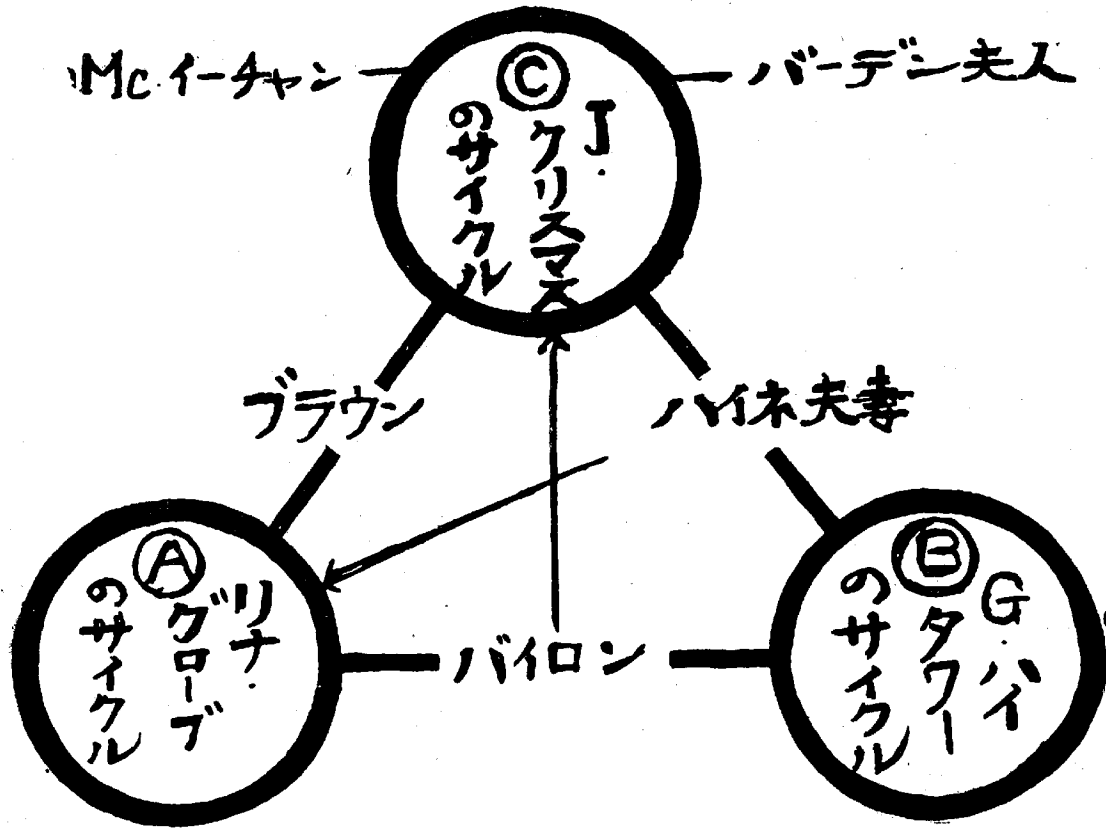 Mc.イーチャン
バーデン夫人
Ⓒ
J.
クリスマス
のサイクル
ブラウン
ハイネ夫妻
Ⓐ
リナ・
グローブ
のサイクル
バイロン
Ⓑ
G.ハイ
タワー
のサイクル